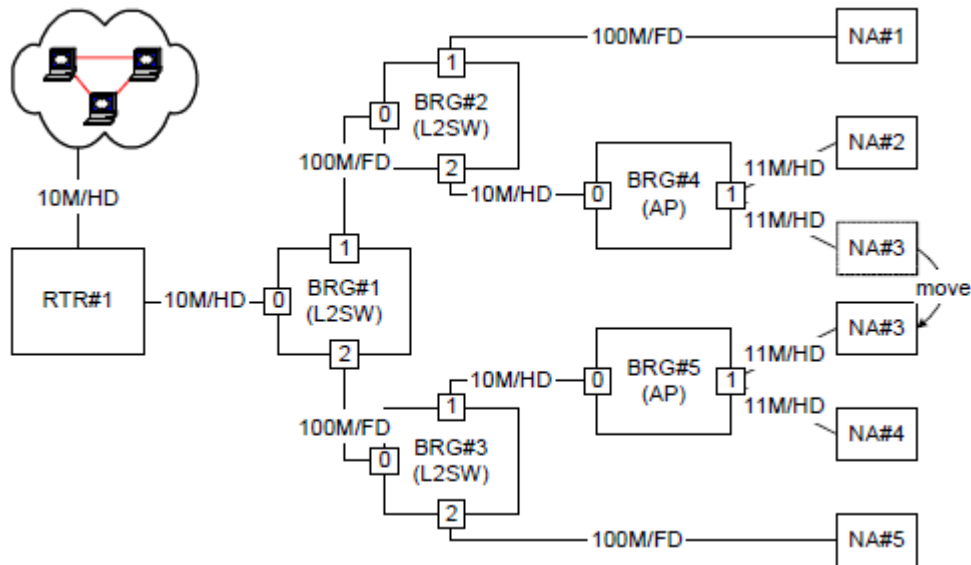 100M/FD
NA#1
1
BRG#2
(L2SW)
0
2
100M/FD
10M/HD
0
BRG#4
(AP)
1
11M/HD
NA#2
11M/HD
NA#3
move
10M/HD
RTR#1
10M/HD
0
1
BRG#1
(L2SW)
2
NA#3
11M/HD
10M/HD
0
BRG#5
(AP)
1
11M/HD
NA#4
100M/FD
1
0
BRG#3
(L2SW)
2
100M/FD
NA#5